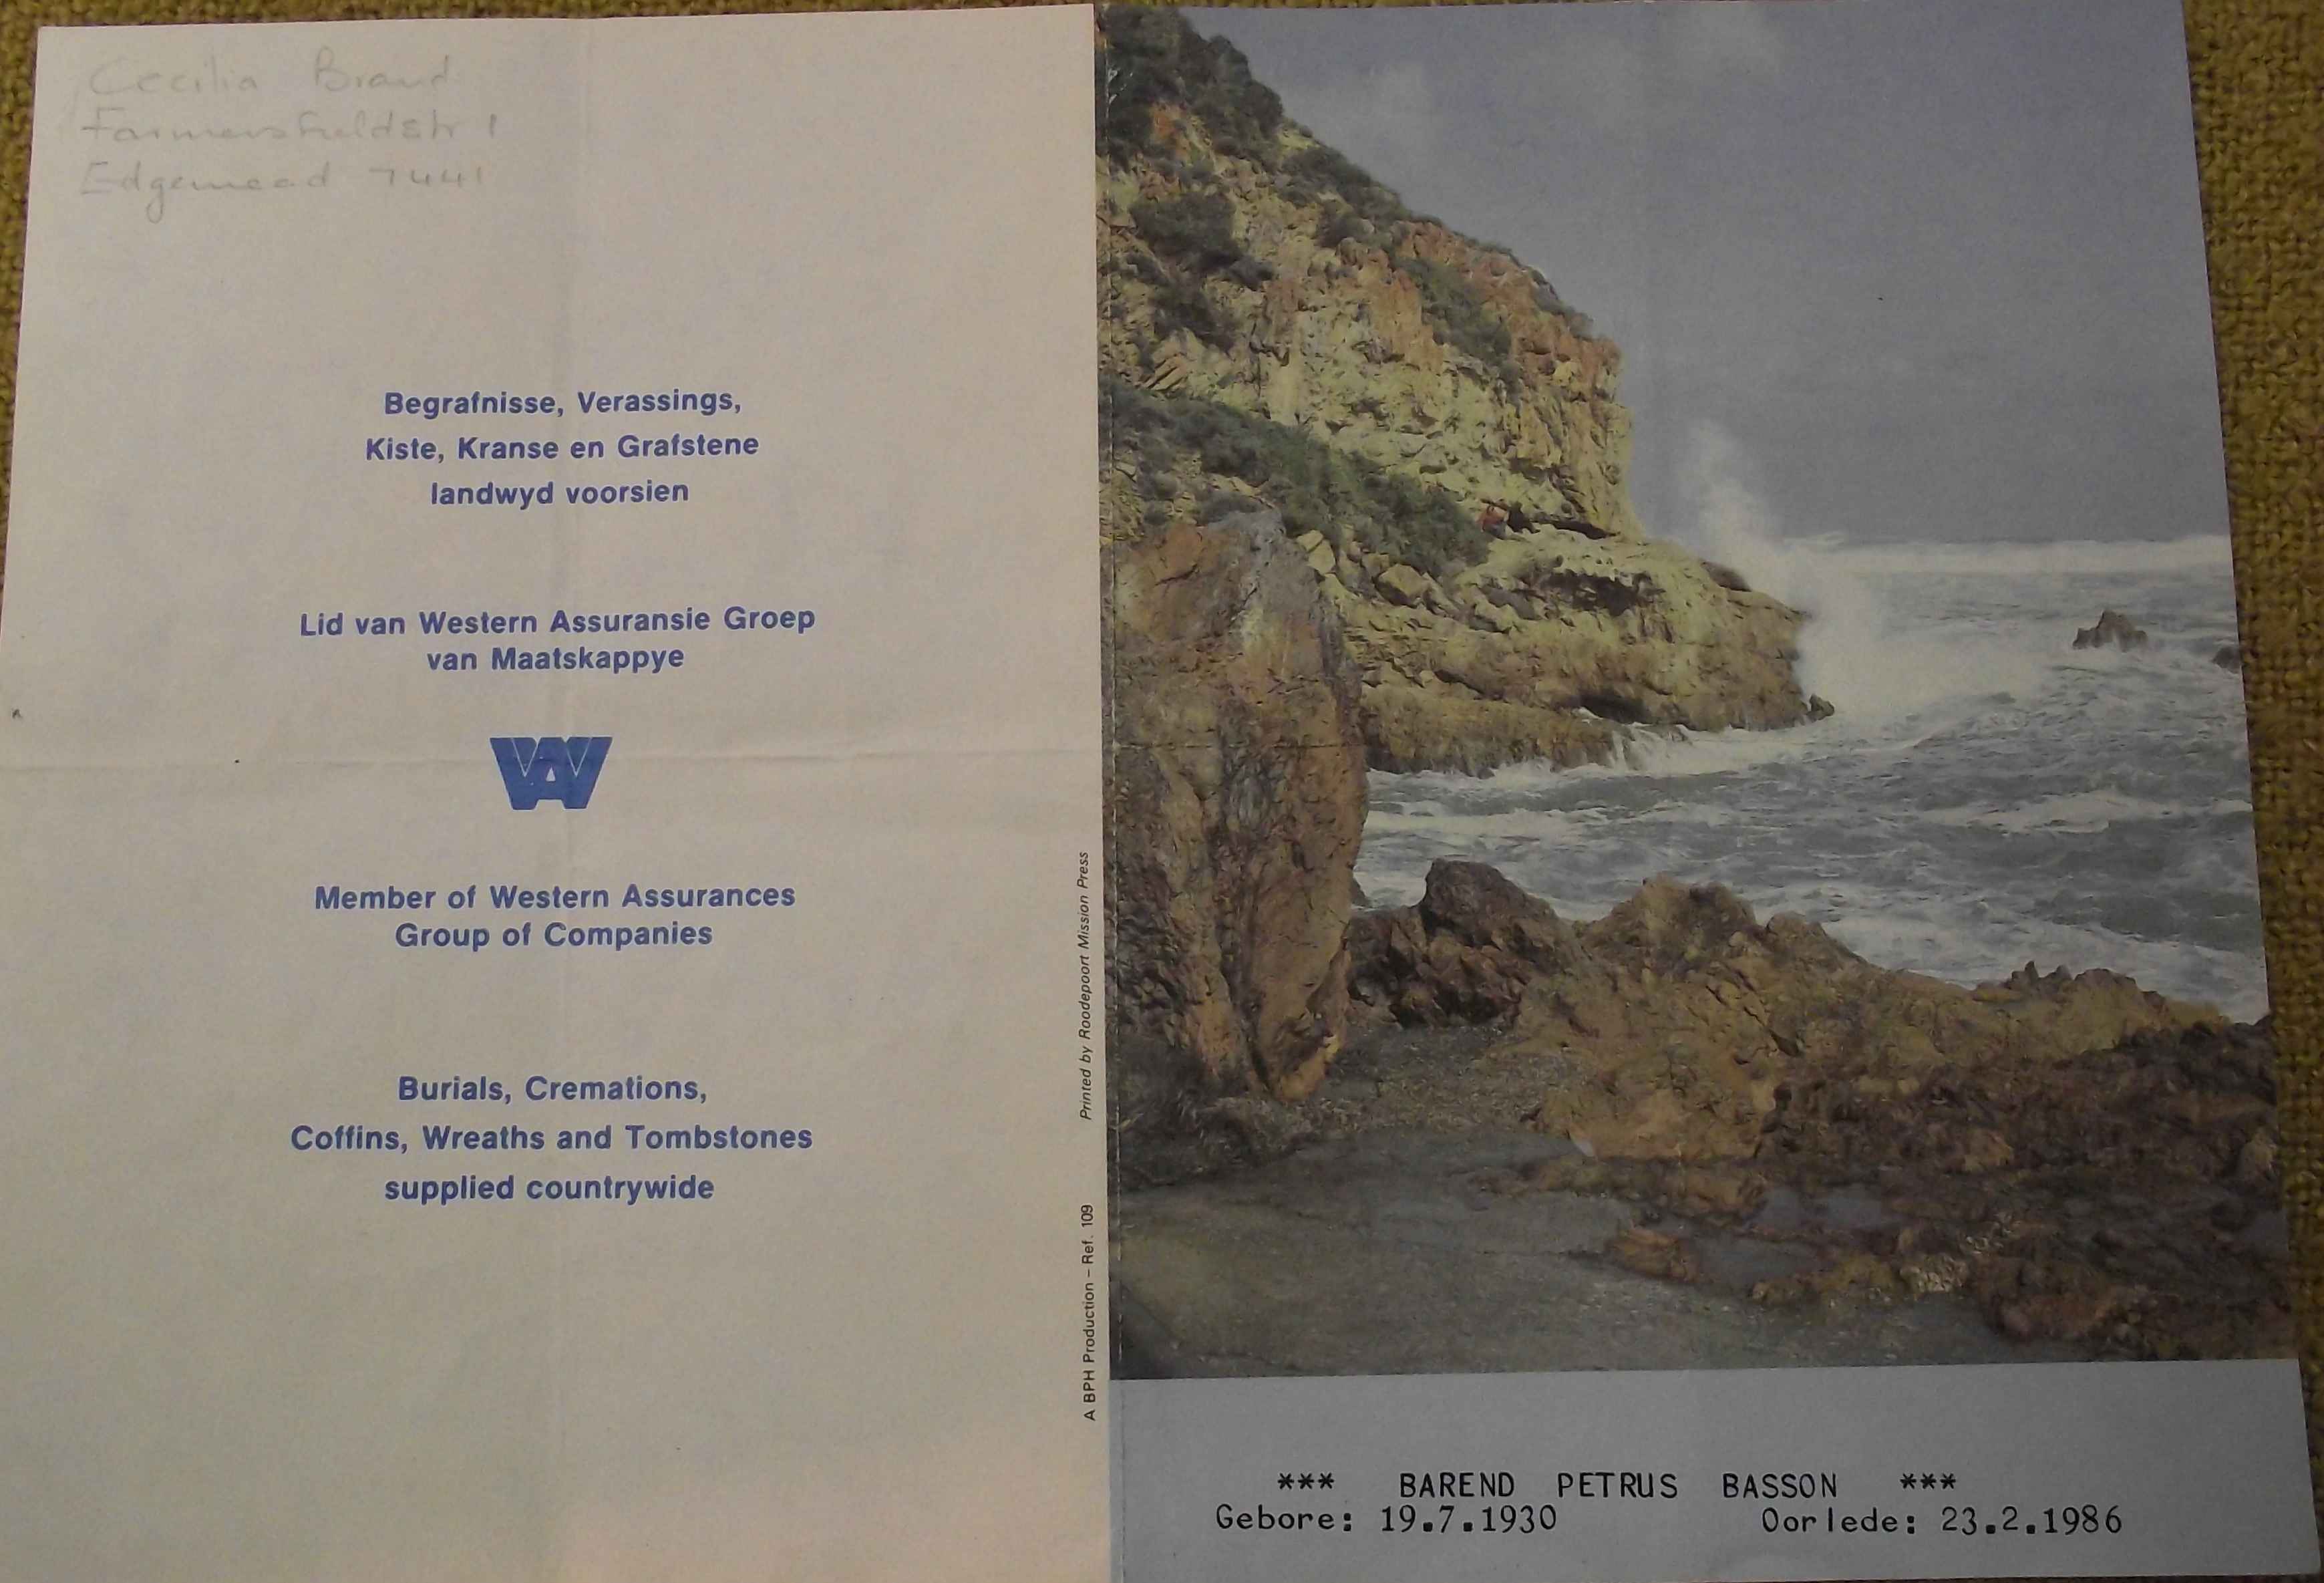 Cecilia Brand
1
Edgemead 7441
Begrafnisse, Verassings,
Kiste, Kranse en Grafstene
landwyd voorsien
Lid van Western Assuransie Groep
van Maatskappye
WA
Member of Western Assurances
Group of Companies
Burials, Cremations,
Coffins, Wreaths and Tombstones
supplied countrywide
A BPH Production – Ref. 109 Printed by Roodepoort Mission Press
*** BAREND PETRUS BASSON ***
Gebore: 19.7.1930 Oorlede: 23.2.1986